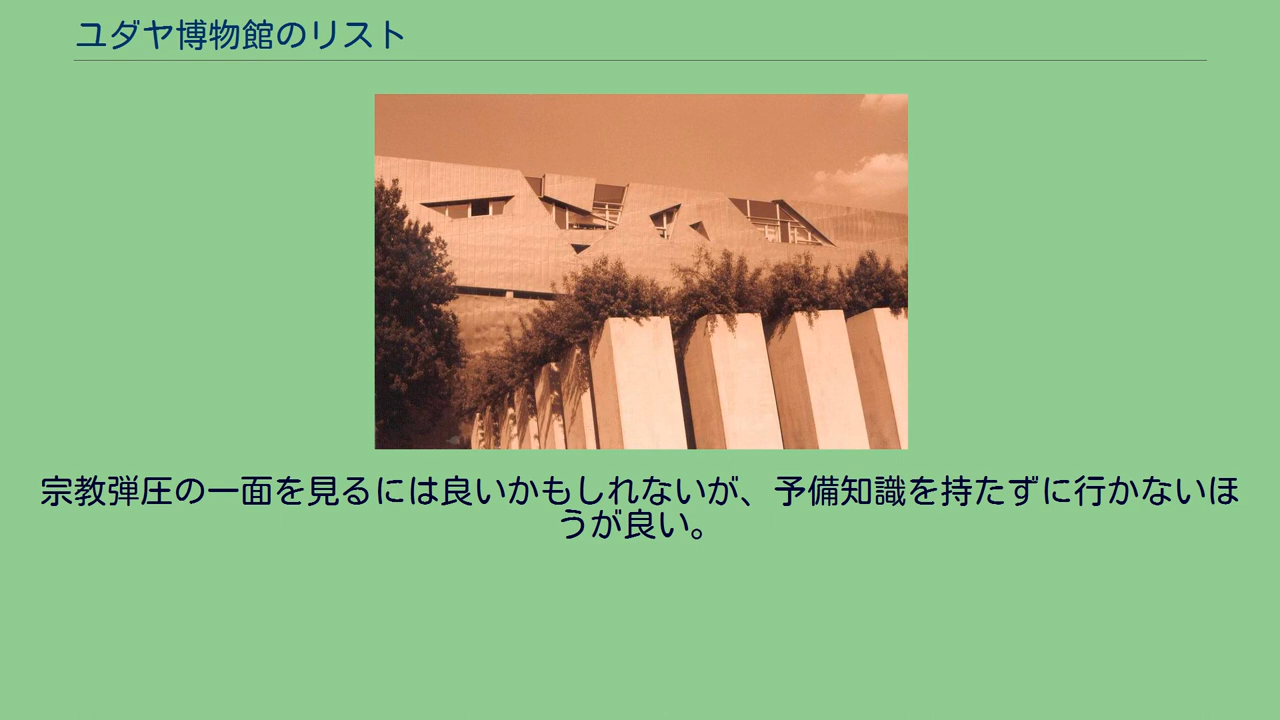 ユダヤ博物館のリスト
宗教弾圧の一面を見るには良いかもしれないが、予備知識を持たずに行かないほ
うが良い。